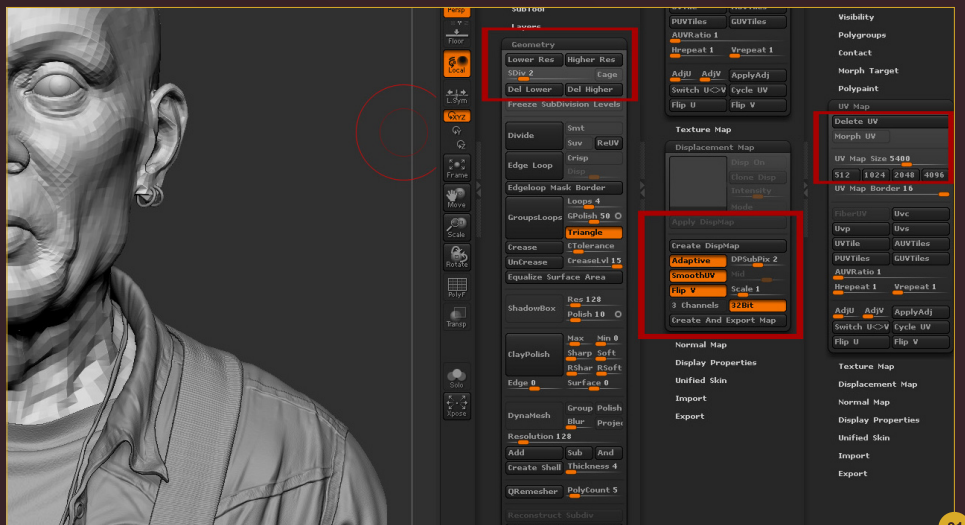 Persp
Floor
Local
L.Sym
XYZ
Frame
Move
Scale
Rotate
PolyF
Transp
Solo
Xpose
SubTool
Layers
Geometry
Lower Res Higher Res
SDiv 2 Cage
Del Lower Del Higher
Freeze SubDivision Levels
Divide Smt
Suv ReUV
Edge Loop Crisp
Disp
Edgeloop Mask Border
GroupsLoops Loops 4
GPolish 50
Triangle
Crease CTolerance
UnCrease CreaseLvl 15
Equalize Surface Area
ShadowBox Res 128
Polish 10
ClayPolish Max Min 0
Sharp Soft
RShar RSoft
Edge 0 Surface 0
DynaMesh Group Polish
Blur Projec
Resolution 128
Add Sub And
Create Shell Thickness 4
QRemesher PolyCount 5
Reconstruct Subdiv
PUVTiles GUVTiles
AUVRatio 1
Hrepeat 1 Vrepeat 1
AdjU AdjV ApplyAdj
Switch U<>V Cycle UV
Flip U Flip V
Texture Map
Displacement Map
Disp On
Clone Disp
Intensity
Mode
Apply DispMap
Create DispMap
Adaptive DPSubPix 2
SmoothUV Mid
Flip V Scale 1
3 Channels 32Bit
Create And Export Map
Normal Map
Display Properties
Unified Skin
Import
Export
Visibility
Polygroups
Contact
Morph Target
Polypaint
UV Map
Delete UV
Morph UV
UV Map Size 5400
512 1024 2048 4096
UV Map Border 16
FiberUV Uvc
Uvp Uvs
UVTile AUVTiles
PUVTiles GUVTiles
AUVRatio 1
Hrepeat 1 Vrepeat 1
AdjU AdjV ApplyAdj
Switch U<>V Cycle UV
Flip U Flip V
Texture Map
Displacement Map
Normal Map
Display Properties
Unified Skin
Import
Export